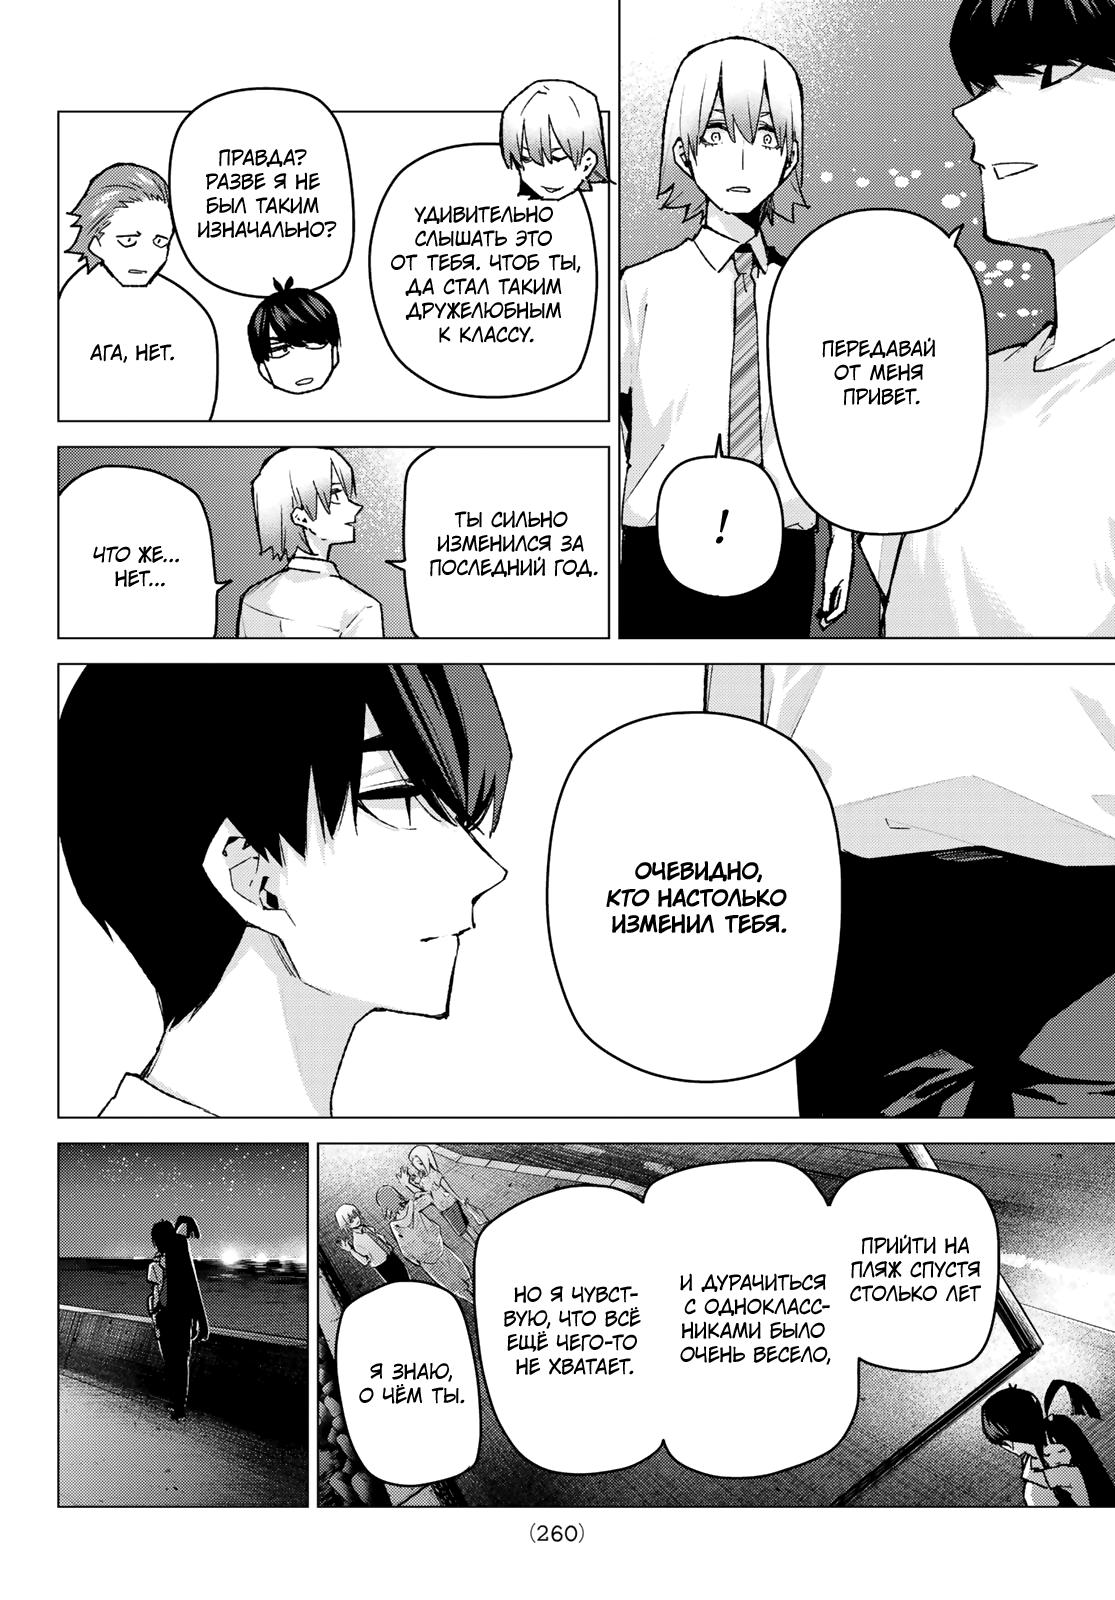 ПЕРЕДАВАЙ
ОТ МЕНЯ
ПРИВЕТ.
!
УДИВИТЕЛЬНО
СЛЫШАТЬ ЭТО
ОТ ТЕБЯ. ЧТОБ ТЫ,
ДА СТАЛ ТАКИМ
ДРУЖЕЛЮБНЫМ
К КЛАССУ.
ПРАВДА?
РАЗВЕ Я НЕ
БЫЛ ТАКИМ
ИЗНАЧАЛЬНО?
АГА, НЕТ.
ТЫ СИЛЬНО
ИЗМЕНИЛСЯ ЗА
ПОСЛЕДНИЙ ГОД.
ЧТО ЖЕ...
НЕТ...
ОЧЕВИДНО,
КТО НАСТОЛЬКО
ИЗМЕНИЛ ТЕБЯ.
ПРИЙТИ НА
ПЛЯЖ СПУСТЯ
СТОЛЬКО ЛЕТ
И ДУРАЧИТЬСЯ
С ОДНОКЛАСС-
НИКАМИ БЫЛО
ОЧЕНЬ ВЕСЕЛО,
НО Я ЧУВСТ-
ВУЮ, ЧТО ВСЁ
ЕЩЁ ЧЕГО-ТО
НЕ ХВАТАЕТ.
Я ЗНАЮ,
О ЧЁМ ТЫ.
(260)